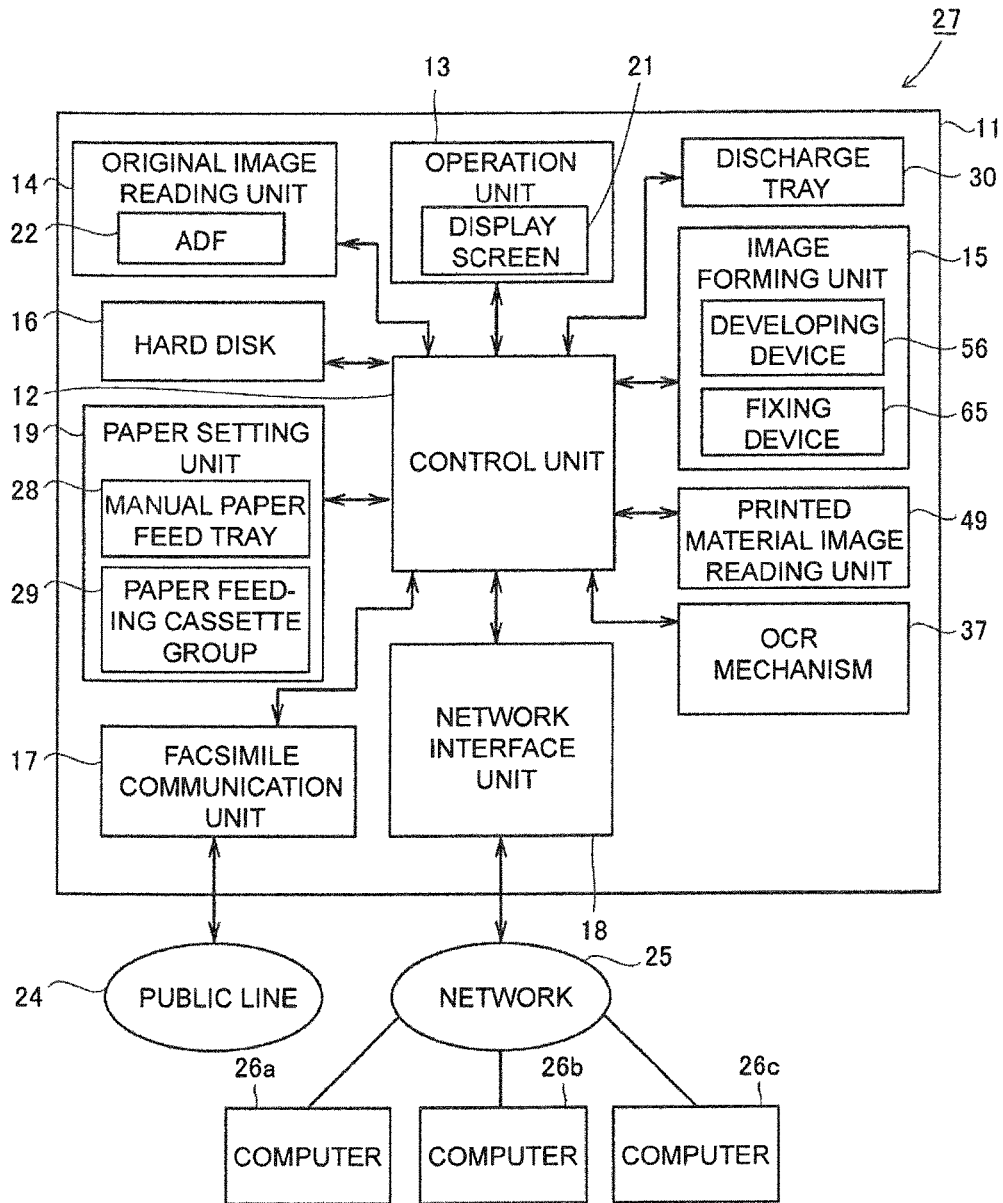 27
13
21
11
14
ORIGINAL IMAGE
READING UNIT
22
ADF
OPERATION
UNIT
DISPLAY
SCREEN
DISCHARGE
TRAY
30
16
HARD DISK
IMAGE
FORMING UNIT
15
DEVELOPING
DEVICE
56
FIXING
DEVICE
65
12
CONTROL UNIT
19
PAPER SETTING
UNIT
28
MANUAL PAPER
FEED TRAY
29
PAPER FEED-
ING CASSETTE
GROUP
PRINTED
MATERIAL IMAGE
READING UNIT
49
OCR
MECHANISM
37
17
FACSIMILE
COMMUNICATION
UNIT
NETWORK
INTERFACE
UNIT
18
24
PUBLIC LINE
25
NETWORK
26a
26b
26c
COMPUTER
COMPUTER
COMPUTER